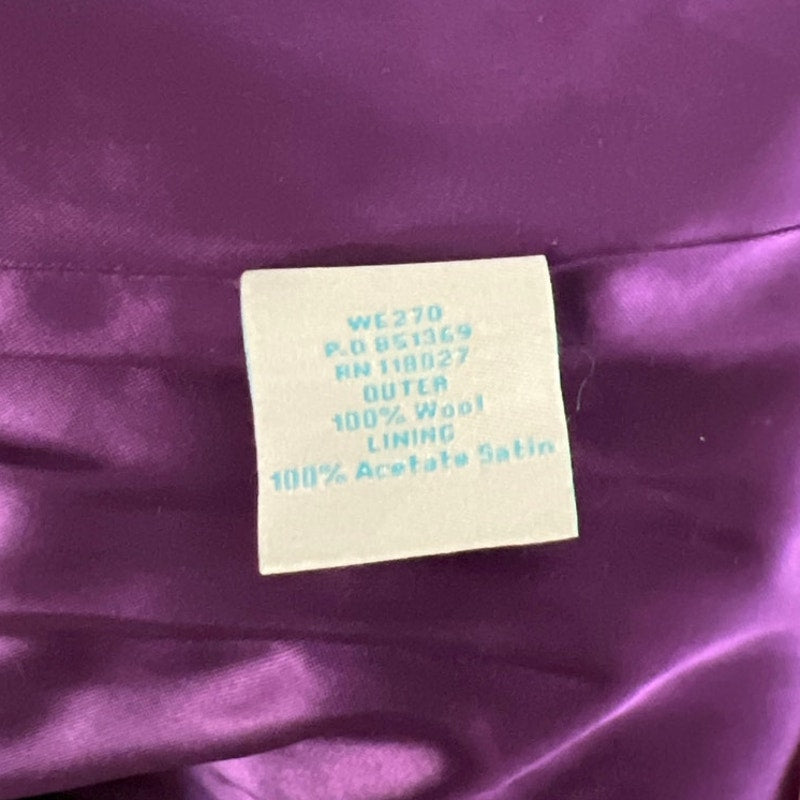 WE270
P.O 851369
RN 118027
OUTER
100% Wool
LINING
100% Acetate Satin